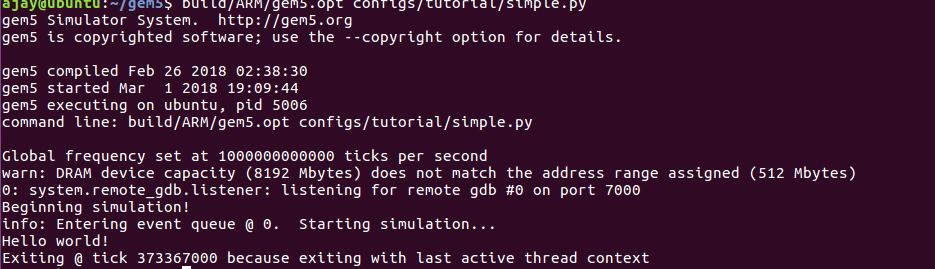 ajay@ubuntu:~/gem5$ build/ARM/gem5.opt configs/tutorial/simple.py
gem5 Simulator System.  http://gem5.org
gem5 is copyrighted software; use the --copyright option for details.

gem5 compiled Feb 26 2018 02:38:30
gem5 started Mar  1 2018 19:09:44
gem5 executing on ubuntu, pid 5006
command line: build/ARM/gem5.opt configs/tutorial/simple.py

Global frequency set at 1000000000000 ticks per second
warn: DRAM device capacity (8192 Mbytes) does not match the address range assigned (512 Mbytes)
0: system.remote_gdb.listener: listening for remote gdb #0 on port 7000
Beginning simulation!
info: Entering event queue @ 0.  Starting simulation...
Hello world!
Exiting @ tick 373367000 because exiting with last active thread context